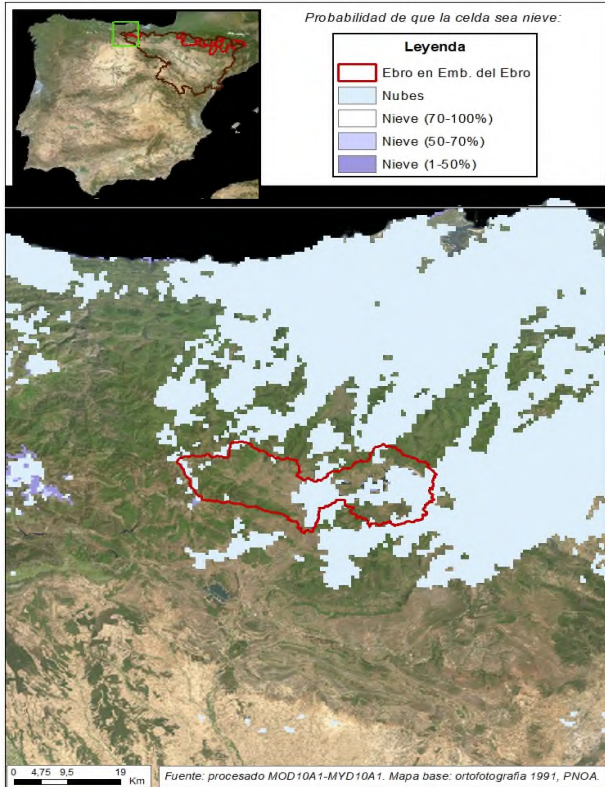 Probabilidad de que la celda sea nieve:
Leyenda
Ebro en Emb. del Ebro
Nubes
Nieve (70-100%)
Nieve (50-70%)
Nieve (1-50%)
0 4,75 9,5 19
Km
Fuente: procesado MOD10A1-MYD10A1. Mapa base: ortofotografía 1991, PNOA.